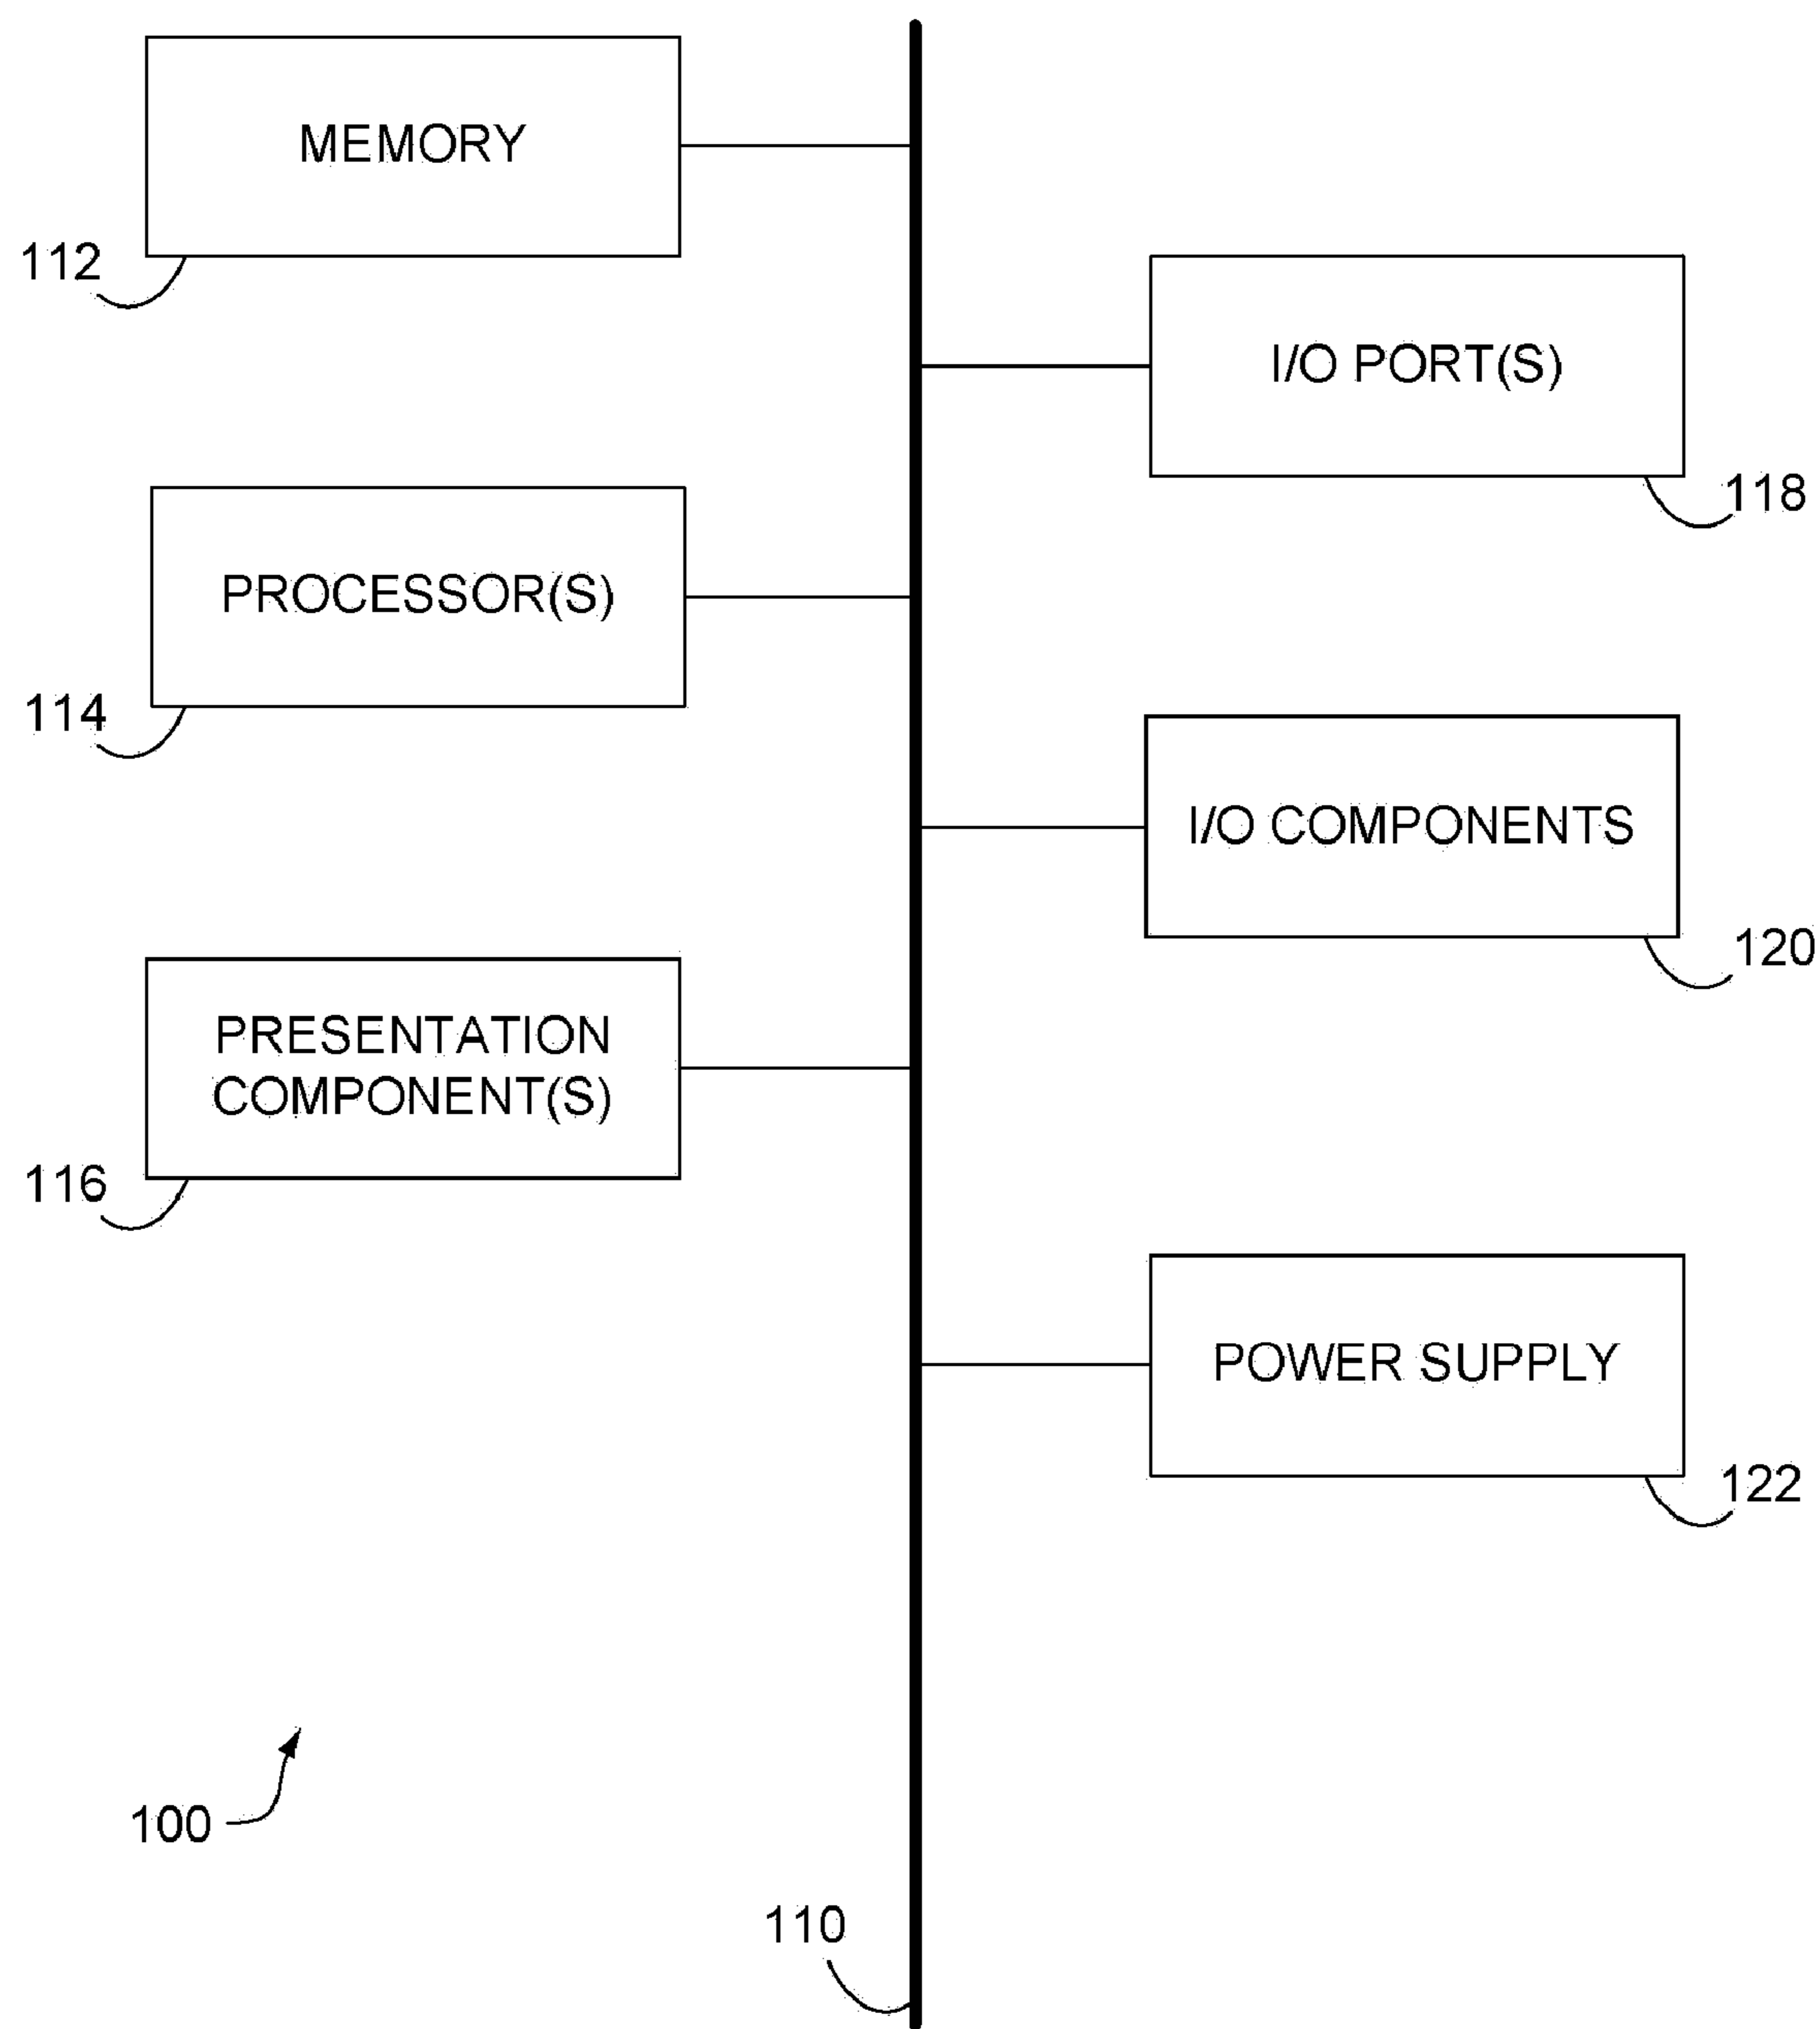 MEMORY
112
I/O PORT(S)
118
PROCESSOR(S)
114
I/O COMPONENTS
120
PRESENTATION
COMPONENT(S)
116
POWER SUPPLY
122
100
110